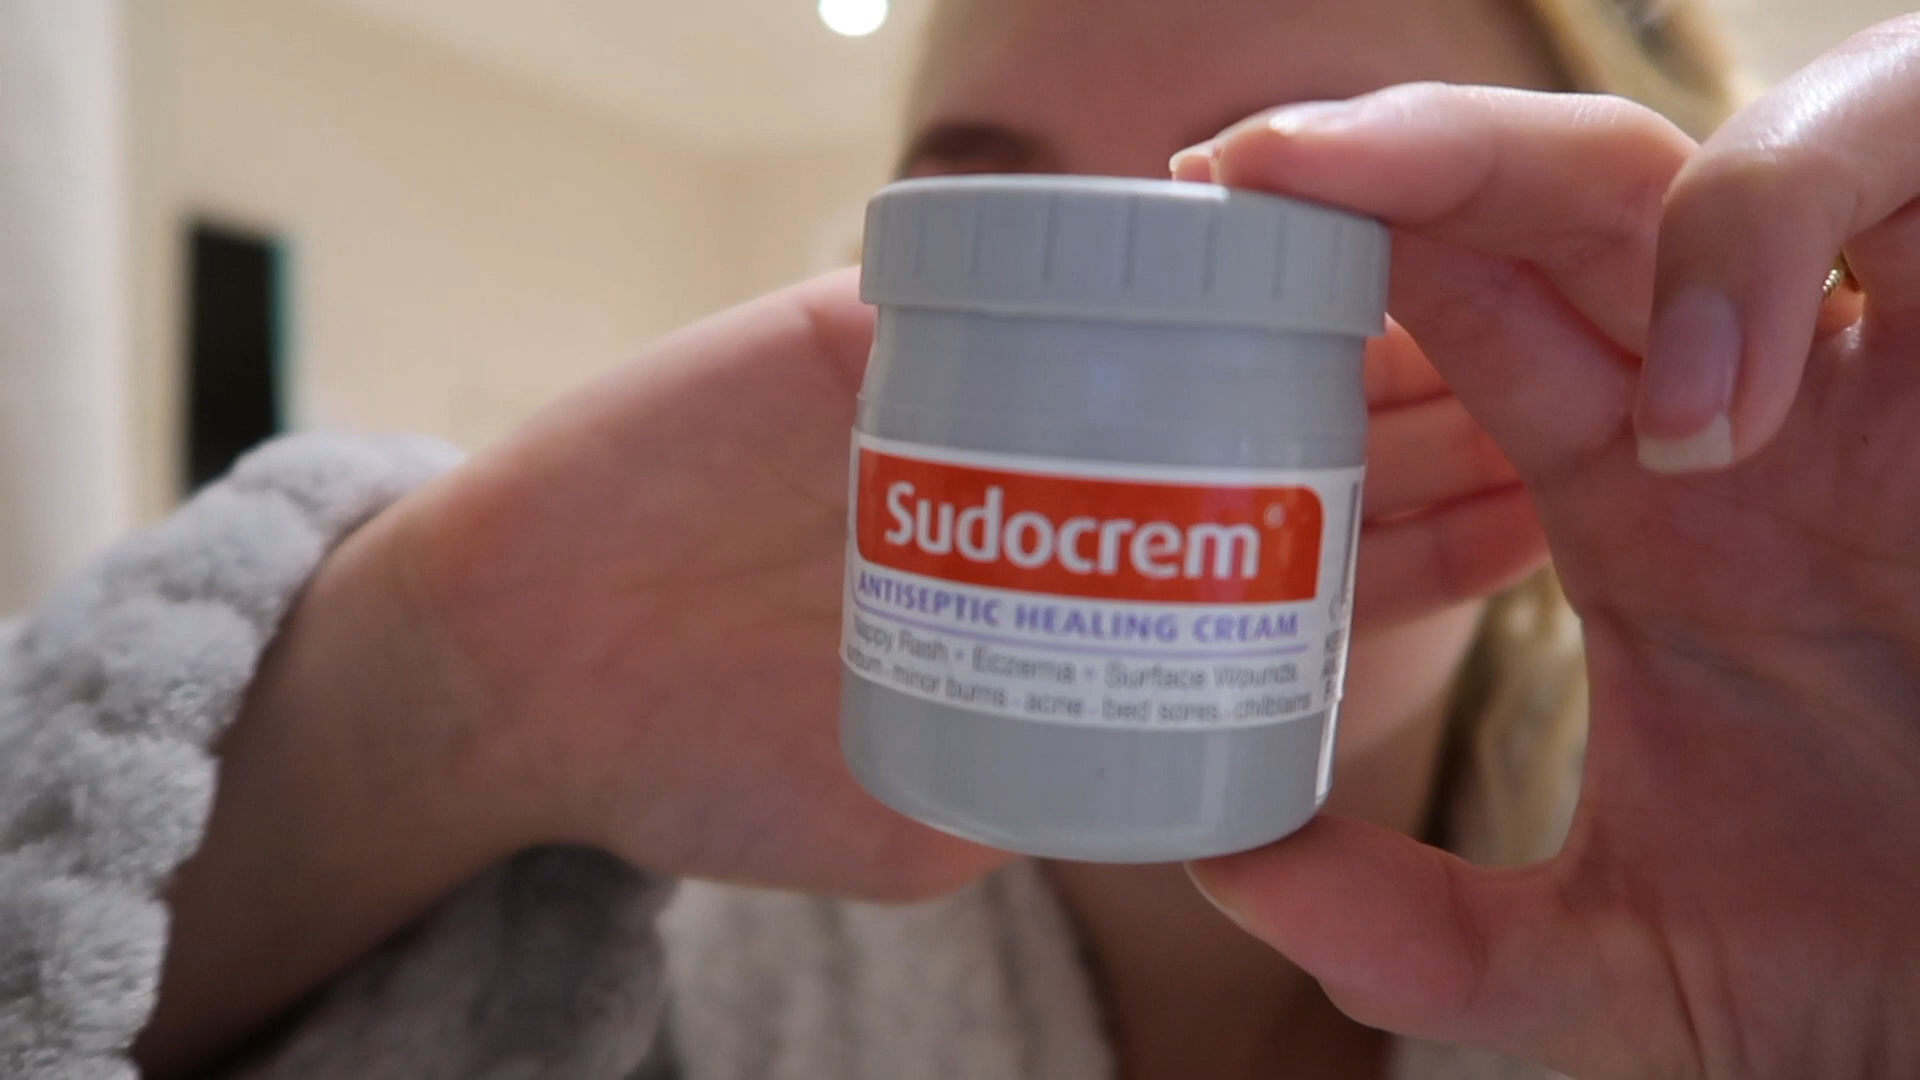 Sudocrem®
ANTISEPTIC HEALING CREAM
Nappy Rash • Eczema • Surface Wounds
minor burns · acne · bed sores · chilblains